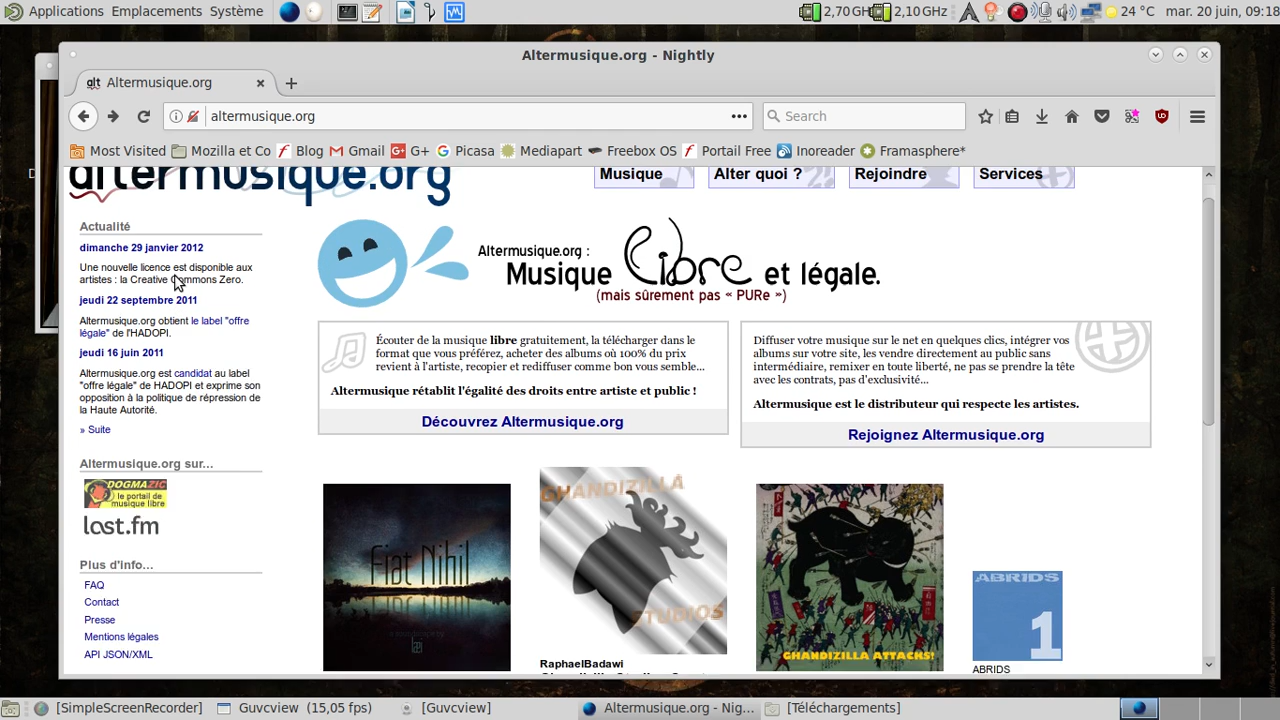 Applications Emplacements Système
2,70 GH 2,10 GHz 24 °C mar. 20 juin, 09:18
Altermusique.org - Nightly
alt Altermusique.org
altermusique.org
Search
Most Visited Mozilla et Co Blog Gmail G+ Picasa Mediapart Freebox OS Portail Free Inoreader Framasphere*
altermusique.org
Musique Alter quoi ? Rejoindre Services
Actualité
dimanche 29 janvier 2012
Une nouvelle licence est disponible aux
artistes : la Creative Commons Zero.
jeudi 22 septembre 2011
Altermusique.org obtient le label "offre
légale" de l'HADOPI.
jeudi 16 juin 2011
Altermusique.org est candidat au label
"offre légale" de HADOPI et exprime son
opposition à la politique de répression de
la Haute Autorité.
» Suite
Altermusique.org sur...
DOGMAZIC
le portail de
musique libre
last.fm
Plus d'info...
FAQ
Contact
Presse
Mentions légales
API JSON/XML
Altermusique.org :
Musique Libre et légale.
(mais sûrement pas « PURe »)
Écouter de la musique libre gratuitement, la télécharger dans le
format que vous préférez, acheter des albums où 100% du prix
revient à l'artiste, recopier et rediffuser comme bon vous semble...
Altermusique rétablit l'égalité des droits entre artiste et public !
Découvrez Altermusique.org
Diffuser votre musique sur le net en quelques clics, intégrer vos
albums sur votre site, les vendre directement au public sans
intermédiaire, remixer en toute liberté, ne pas se prendre la tête
avec les contrats, pas d'exclusivité...
Altermusique est le distributeur qui respecte les artistes.
Rejoignez Altermusique.org
Fiat Nihil
GHANDIZILLA
STUDIOS
RaphaelBadawi
GHANDIZILLA ATTACKS!
ABRIDS
1
ABRIDS
[SimpleScreenRecorder] Guvcview (15,05 fps) [Guvcview] Altermusique.org - Nig... [Téléchargements]